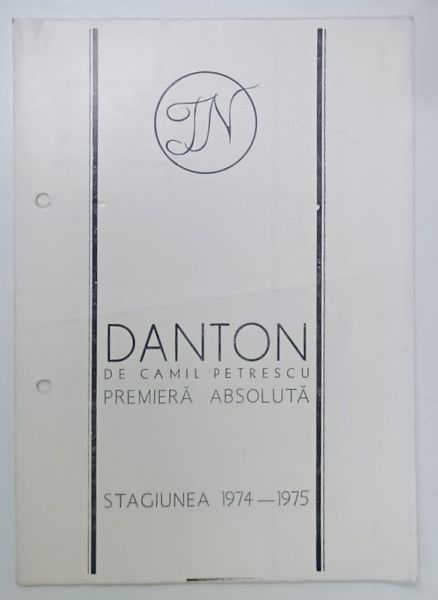 TN
DANTON
DE CAMIL PETRESCU
PREMIERĂ ABSOLUTĂ
STAGIUNEA 1974—1975